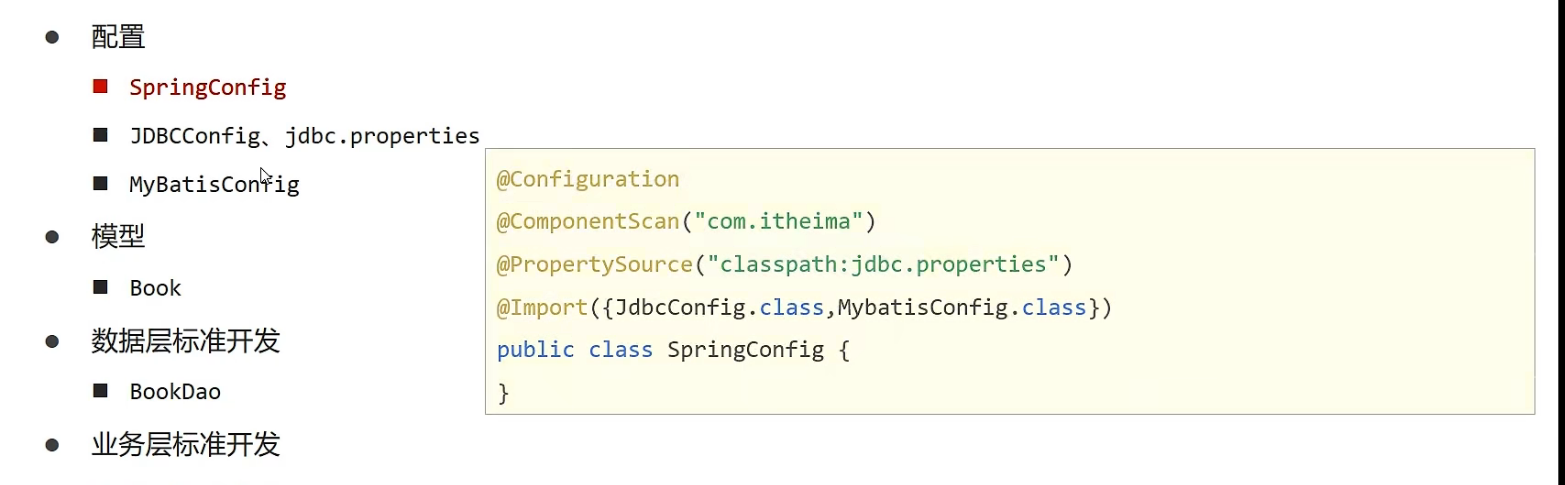 配置
SpringConfig
JDBCConfig、jdbc.properties
MyBatisConfig
模型
Book
数据层标准开发
BookDao
业务层标准开发
@Configuration
@ComponentScan("com.itheima")
@PropertySource("classpath:jdbc.properties")
@Import({JdbcConfig.class,MybatisConfig.class})
public class SpringConfig {
}